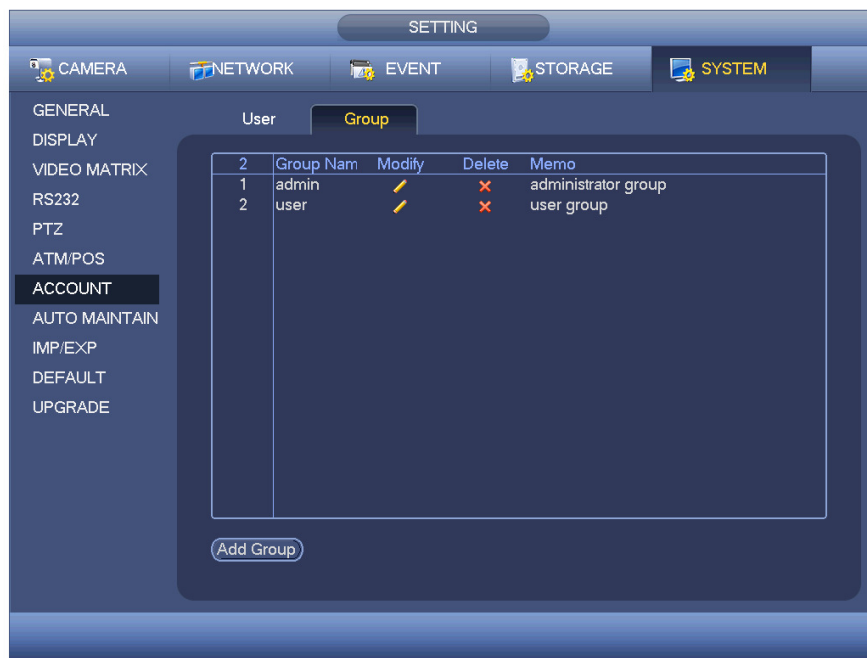 SETTING
CAMERA NETWORK EVENT STORAGE SYSTEM
GENERAL
DISPLAY
VIDEO MATRIX
RS232
PTZ
ATM/POS
ACCOUNT
AUTO MAINTAIN
IMP/EXP
DEFAULT
UPGRADE
User Group
2 Group Nam Modify Delete Memo
1 admin administrator group
2 user user group
Add Group